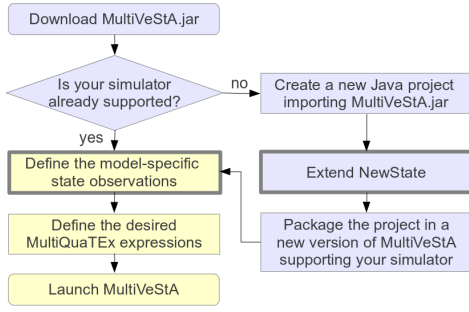 Download MultiVeStA.jar
Is your simulator
already supported?
no
Create a new Java project
importing MultiVeStA.jar
yes
Define the model-specific
state observations
Extend NewState
Define the desired
MultiQuaTEx expressions
Package the project in a
new version of MultiVeStA
supporting your simulator
Launch MultiVeStA